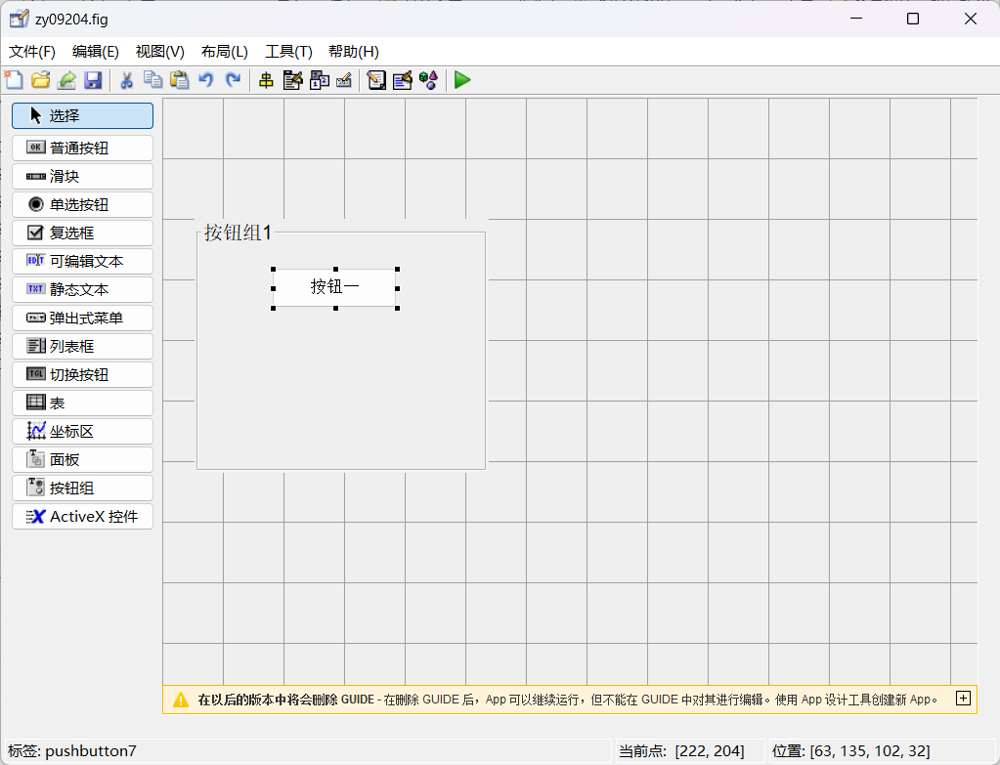 zy09204.fig
文件(F) 编辑(E) 视图(V) 布局(L) 工具(T) 帮助(H)
选择
OK 普通按钮
滑块
单选按钮
复选框
EDIT 可编辑文本
TXT 静态文本
弹出式菜单
列表框
TGL 切换按钮
表
坐标区
面板
按钮组
ActiveX 控件
按钮组1
按钮一
在以后的版本中将会删除 GUIDE - 在删除 GUIDE 后，App 可以继续运行，但不能在 GUIDE 中对其进行编辑。使用 App 设计工具创建新 App。
标签: pushbutton7 当前点: [222, 204] 位置: [63, 135, 102, 32]